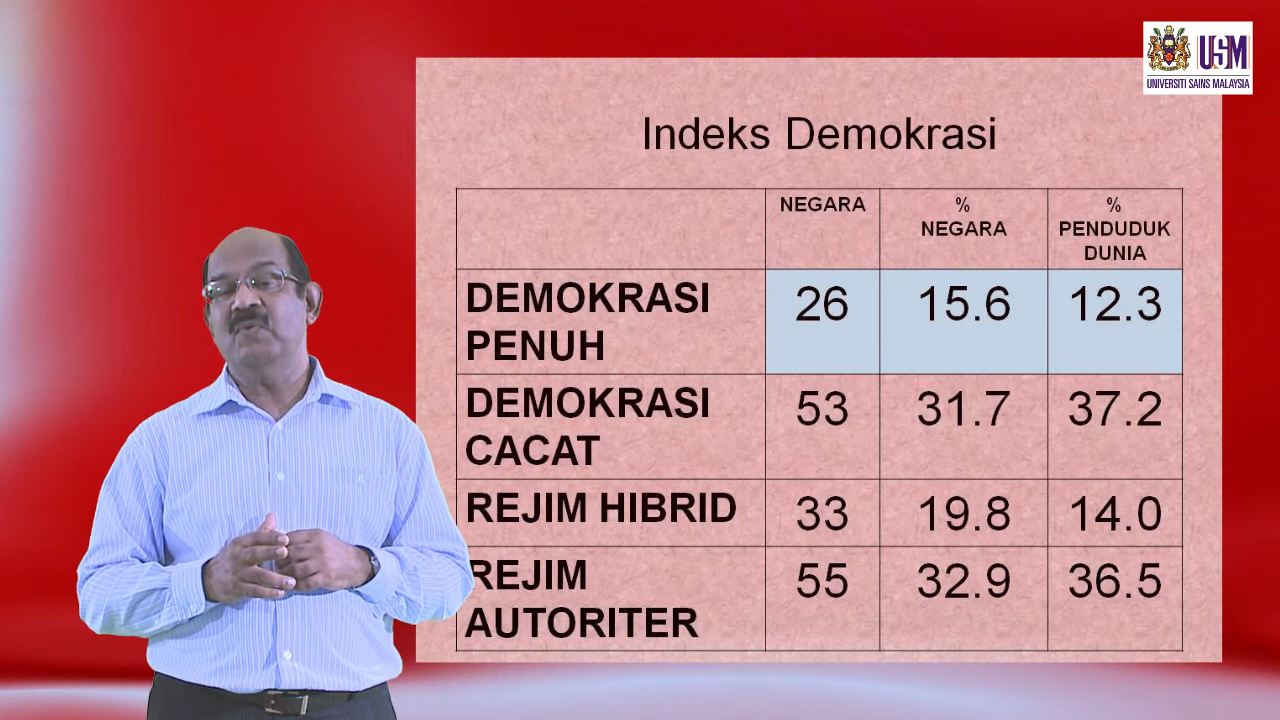 USM
UNIVERSITI SAINS MALAYSIA
Indeks Demokrasi
NEGARA
%
NEGARA
%
PENDUDUK
DUNIA
DEMOKRASI
PENUH
26
15.6
12.3
DEMOKRASI
CACAT
53
31.7
37.2
REJIM HIBRID
33
19.8
14.0
REJIM
AUTORITER
55
32.9
36.5